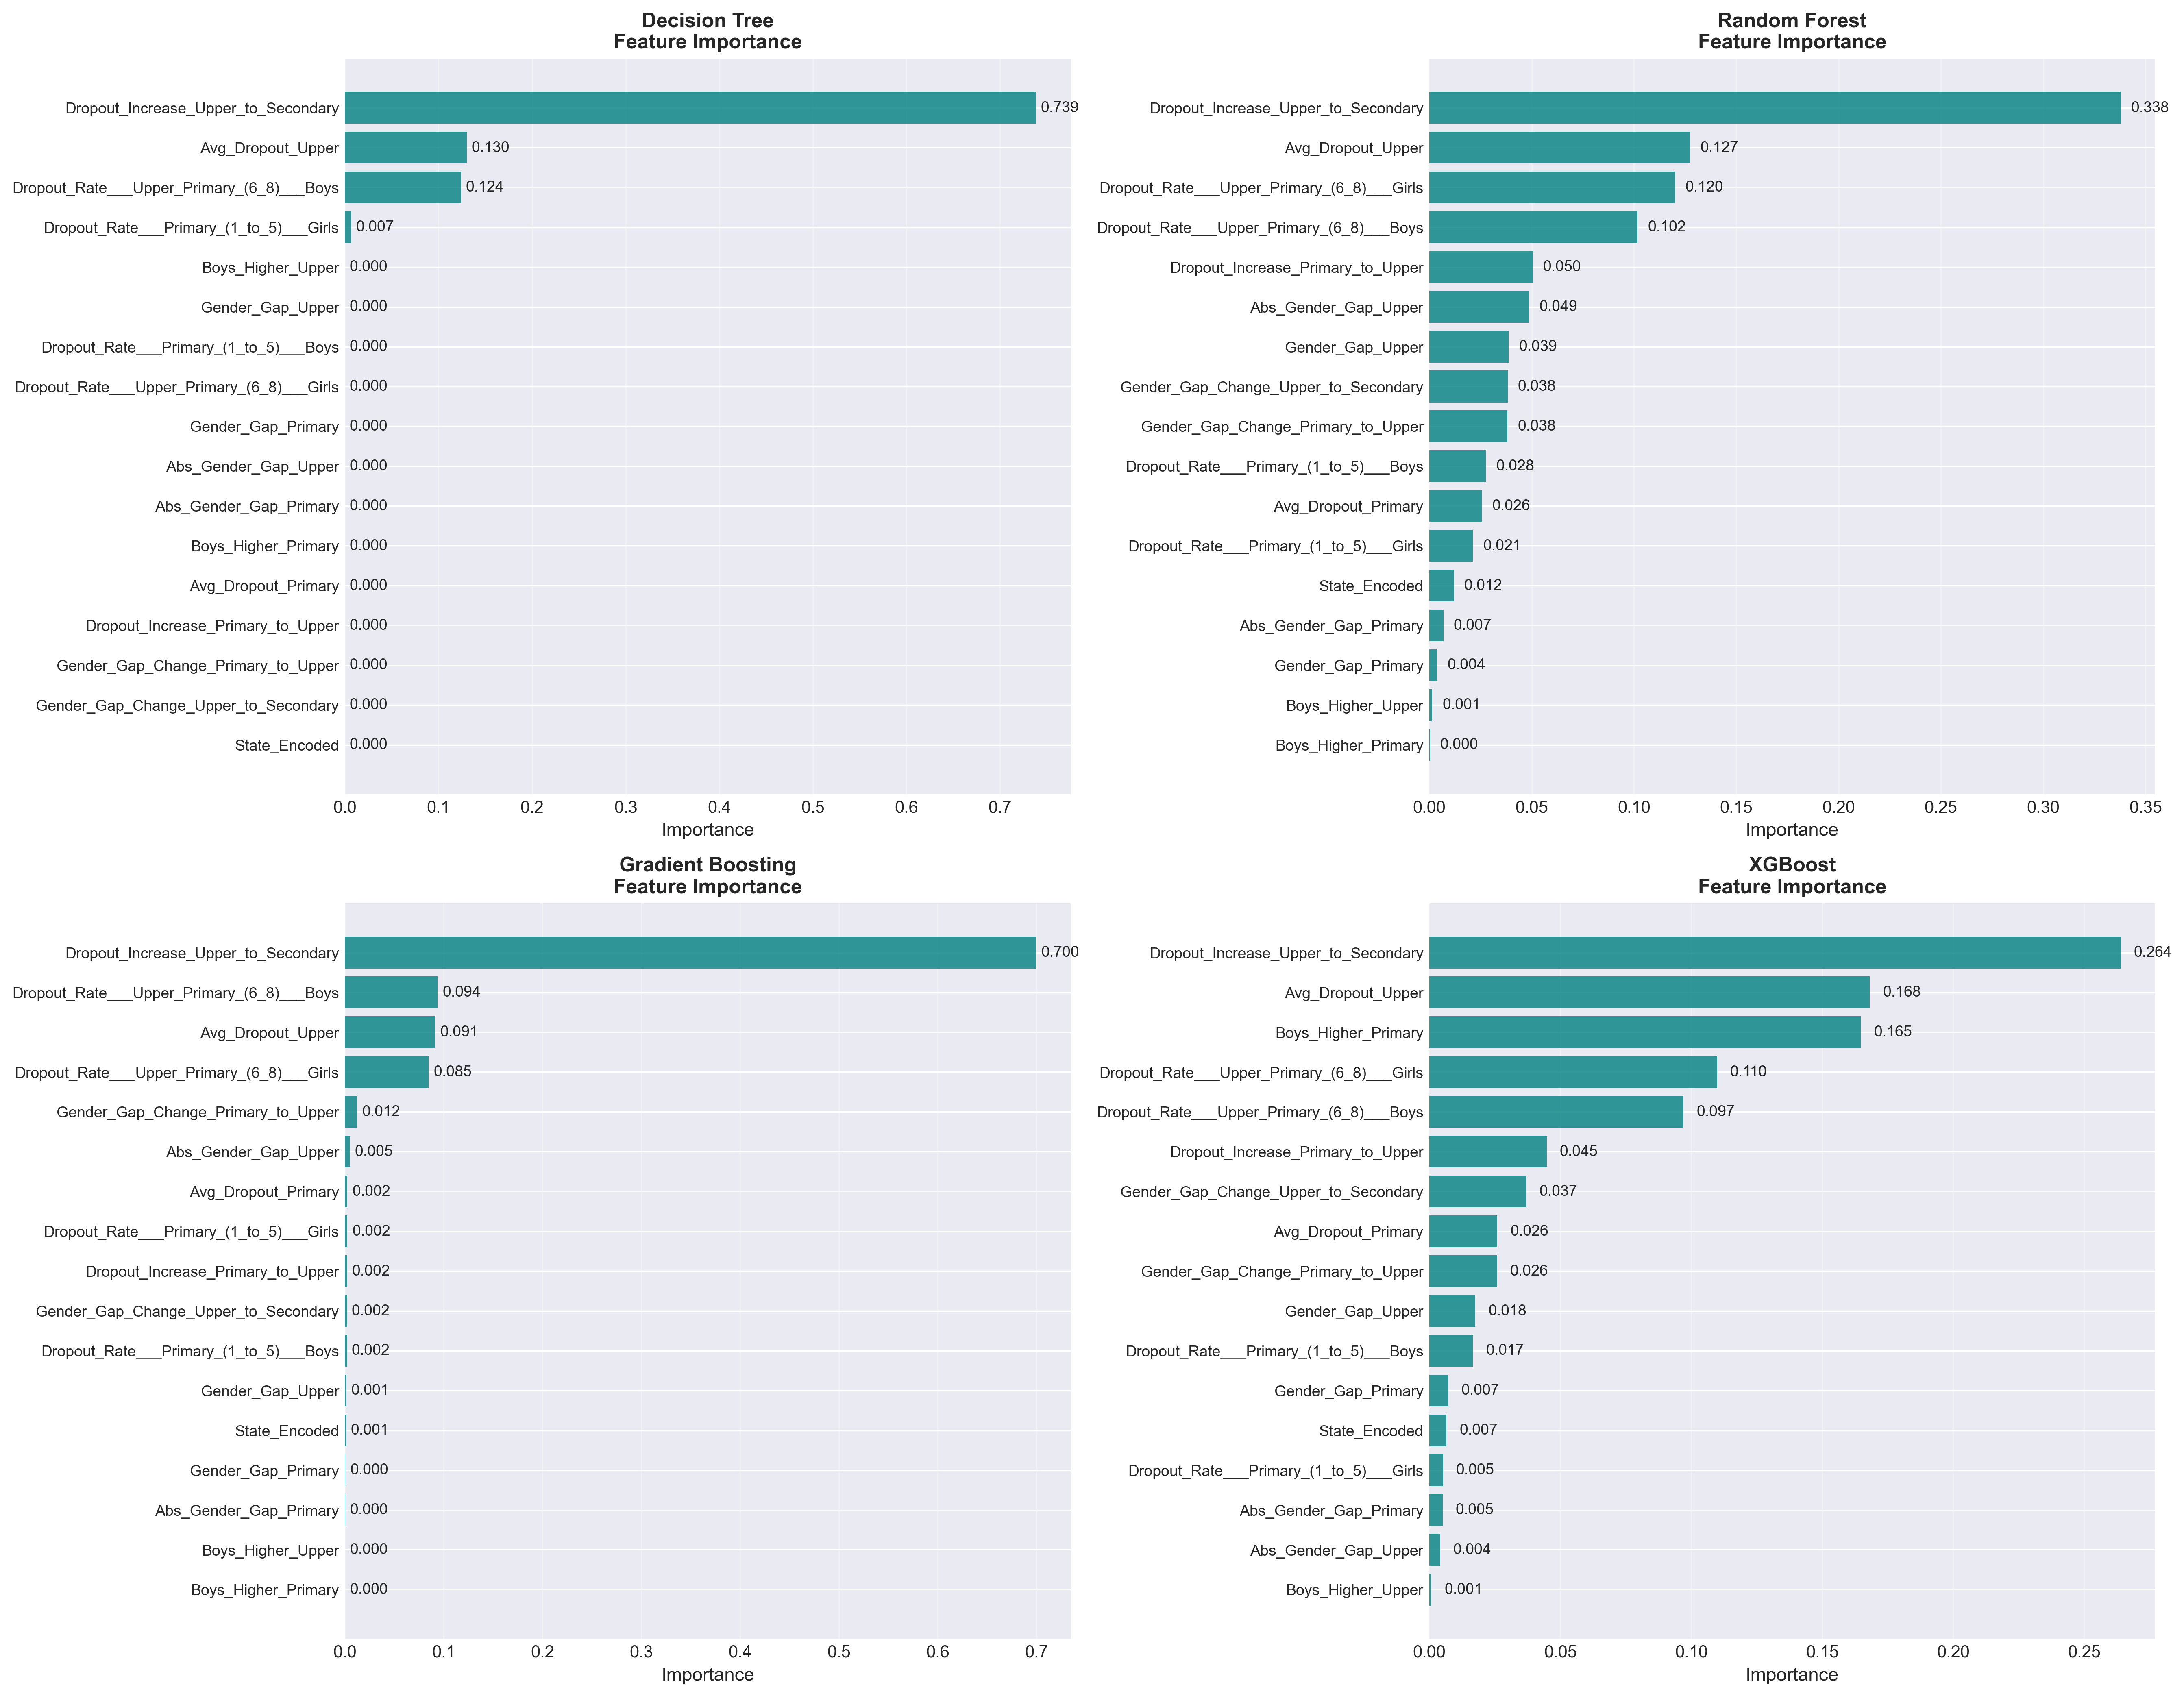 Decision Tree
Feature Importance
Dropout_Increase_Upper_to_Secondary 0.739
Avg_Dropout_Upper 0.130
Dropout_Rate___Upper_Primary_(6_8)___Boys 0.124
Dropout_Rate___Primary_(1_to_5)___Girls 0.007
Boys_Higher_Upper 0.000
Gender_Gap_Upper 0.000
Dropout_Rate___Primary_(1_to_5)___Boys 0.000
Dropout_Rate___Upper_Primary_(6_8)___Girls 0.000
Gender_Gap_Primary 0.000
Abs_Gender_Gap_Upper 0.000
Abs_Gender_Gap_Primary 0.000
Boys_Higher_Primary 0.000
Avg_Dropout_Primary 0.000
Dropout_Increase_Primary_to_Upper 0.000
Gender_Gap_Change_Primary_to_Upper 0.000
Gender_Gap_Change_Upper_to_Secondary 0.000
State_Encoded 0.000
0.0 0.1 0.2 0.3 0.4 0.5 0.6 0.7
Importance
Random Forest
Feature Importance
Dropout_Increase_Upper_to_Secondary 0.338
Avg_Dropout_Upper 0.127
Dropout_Rate___Upper_Primary_(6_8)___Girls 0.120
Dropout_Rate___Upper_Primary_(6_8)___Boys 0.102
Dropout_Increase_Primary_to_Upper 0.050
Abs_Gender_Gap_Upper 0.049
Gender_Gap_Upper 0.039
Gender_Gap_Change_Upper_to_Secondary 0.038
Gender_Gap_Change_Primary_to_Upper 0.038
Dropout_Rate___Primary_(1_to_5)___Boys 0.028
Avg_Dropout_Primary 0.026
Dropout_Rate___Primary_(1_to_5)___Girls 0.021
State_Encoded 0.012
Abs_Gender_Gap_Primary 0.007
Gender_Gap_Primary 0.004
Boys_Higher_Upper 0.001
Boys_Higher_Primary 0.000
0.00 0.05 0.10 0.15 0.20 0.25 0.30 0.35
Importance
Gradient Boosting
Feature Importance
Dropout_Increase_Upper_to_Secondary 0.700
Dropout_Rate___Upper_Primary_(6_8)___Boys 0.094
Avg_Dropout_Upper 0.091
Dropout_Rate___Upper_Primary_(6_8)___Girls 0.085
Gender_Gap_Change_Primary_to_Upper 0.012
Abs_Gender_Gap_Upper 0.005
Avg_Dropout_Primary 0.002
Dropout_Rate___Primary_(1_to_5)___Girls 0.002
Dropout_Increase_Primary_to_Upper 0.002
Gender_Gap_Change_Upper_to_Secondary 0.002
Dropout_Rate___Primary_(1_to_5)___Boys 0.002
Gender_Gap_Upper 0.001
State_Encoded 0.001
Gender_Gap_Primary 0.000
Abs_Gender_Gap_Primary 0.000
Boys_Higher_Upper 0.000
Boys_Higher_Primary 0.000
0.0 0.1 0.2 0.3 0.4 0.5 0.6 0.7
Importance
XGBoost
Feature Importance
Dropout_Increase_Upper_to_Secondary 0.264
Avg_Dropout_Upper 0.168
Boys_Higher_Primary 0.165
Dropout_Rate___Upper_Primary_(6_8)___Girls 0.110
Dropout_Rate___Upper_Primary_(6_8)___Boys 0.097
Dropout_Increase_Primary_to_Upper 0.045
Gender_Gap_Change_Upper_to_Secondary 0.037
Avg_Dropout_Primary 0.026
Gender_Gap_Change_Primary_to_Upper 0.026
Gender_Gap_Upper 0.018
Dropout_Rate___Primary_(1_to_5)___Boys 0.017
Gender_Gap_Primary 0.007
State_Encoded 0.007
Dropout_Rate___Primary_(1_to_5)___Girls 0.005
Abs_Gender_Gap_Primary 0.005
Abs_Gender_Gap_Upper 0.004
Boys_Higher_Upper 0.001
0.00 0.05 0.10 0.15 0.20 0.25
Importance